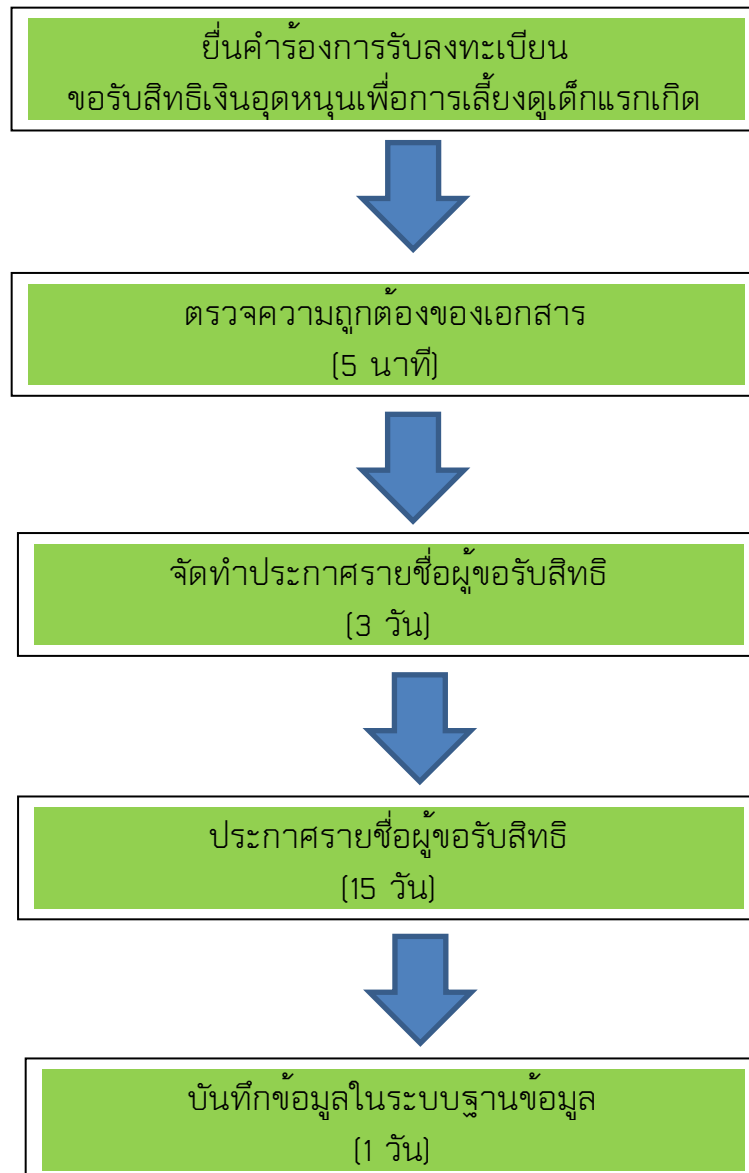 ยื่นคำร้องการรับลงทะเบียน
ขอรับสิทธิเงินอุดหนุนเพื่อการเลี้ยงดูเด็กแรกเกิด
ตรวจความถูกต้องของเอกสาร
(5 นาที)
จัดทำประกาศรายชื่อผู้ขอรับสิทธิ
(3 วัน)
ประกาศรายชื่อผู้ขอรับสิทธิ
(15 วัน)
บันทึกข้อมูลในระบบฐานข้อมูล
(1 วัน)